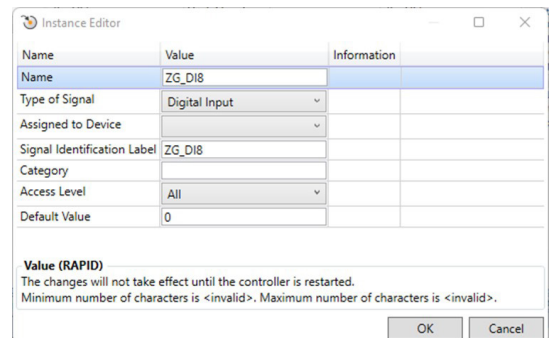 Instance Editor
Name Value Information
Name ZG_DI8
Type of Signal Digital Input
Assigned to Device
Signal Identification Label ZG_DI8
Category
Access Level All
Default Value 0
Value (RAPID)
The changes will not take effect until the controller is restarted.
Minimum number of characters is <invalid>. Maximum number of characters is <invalid>.
OK Cancel